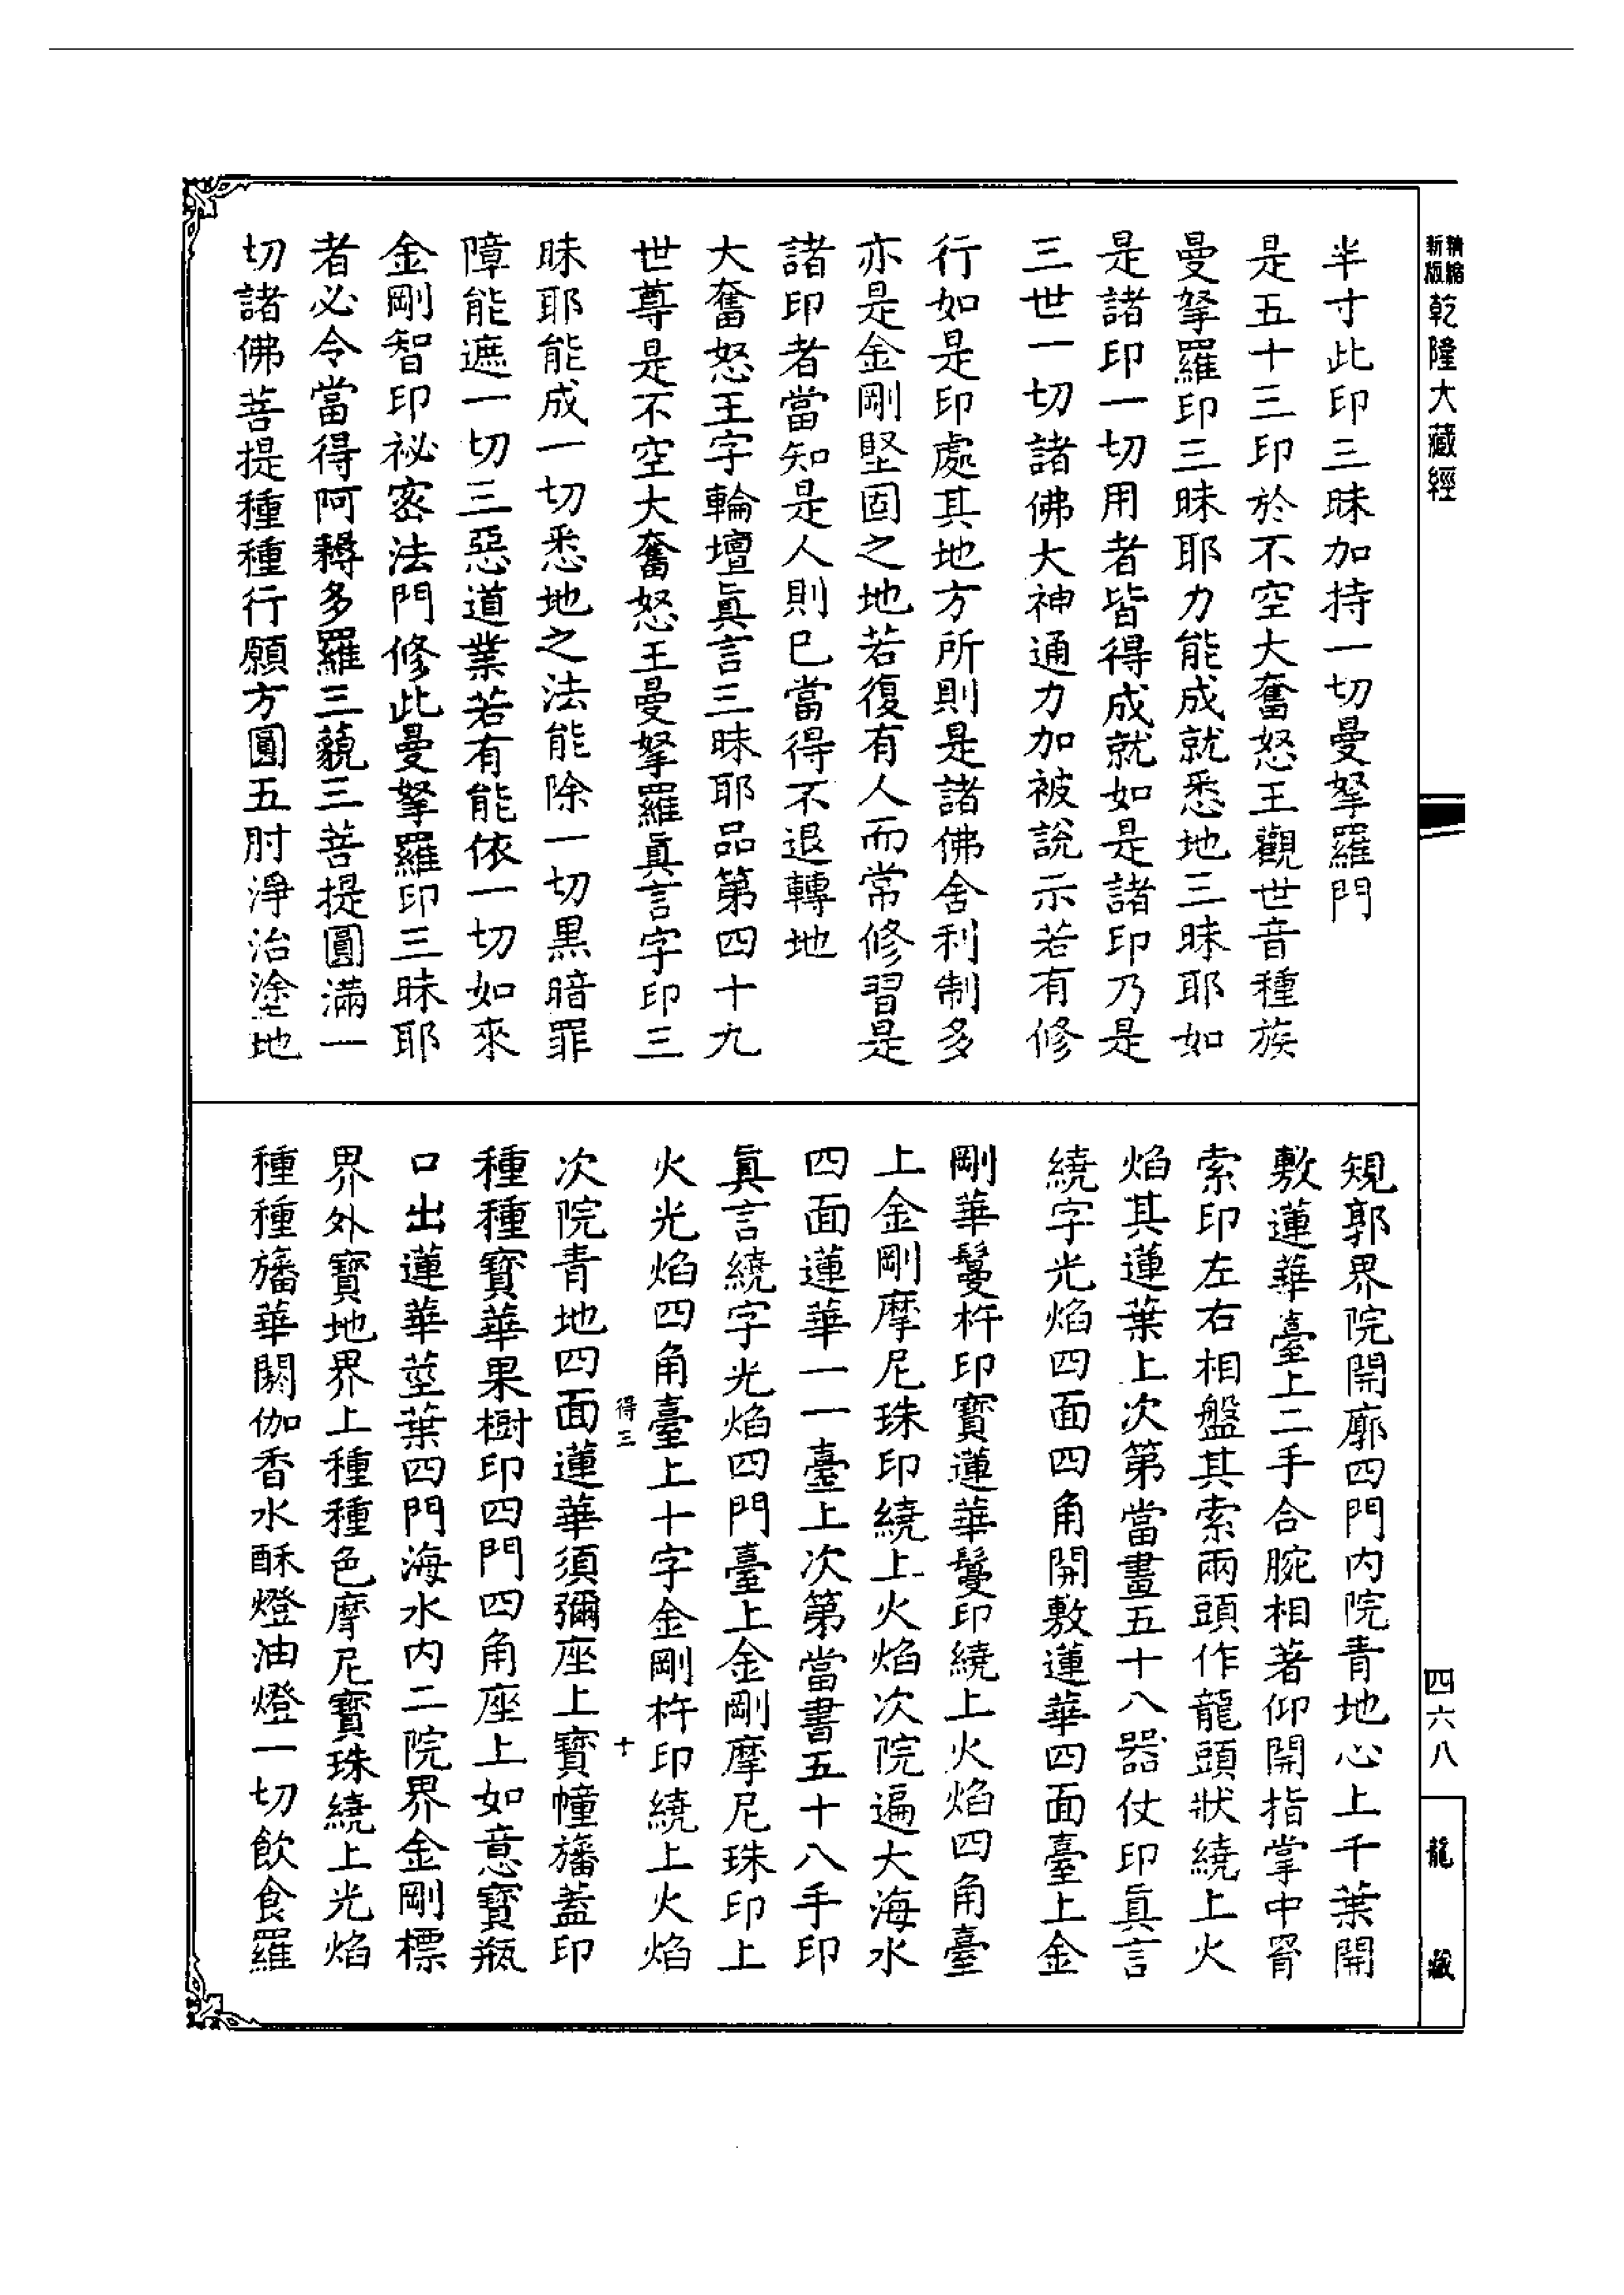 精縮新版乾隆大藏經
四六八
龍藏
半寸此印三昧加持一切曼拏羅門
是五十三印於不空大奮怒王觀世音種族
曼拏羅印三昧耶力能成就悉地三昧耶如
是諸印一切用者皆得成就如是諸印乃是
三世一切諸佛大神通力加被說示若有修
行如是印處其地方所則是諸佛舍利制多
亦是金剛堅固之地若復有人而常修習是
諸印者當知是人則已當得不退轉地
大奮怒王字輪壇眞言三昧耶品第四十九
世尊是不空大奮怒王曼拏羅眞言字印三
昧耶能成一切悉地之法能除一切黑暗罪
障能遮一切三惡道業若有能依一切如來
金剛智印祕密法門修此曼拏羅印三昧耶
者必令當得阿耨多羅三藐三菩提圓滿一
切諸佛菩提種種行願方圓五肘淨治塗地
規郭界院開廓四門內院青地心上千葉開
敷蓮華臺上二手合腕相著仰開指掌中罥
索印左右相盤其索兩頭作龍頭狀繞上火
焰其蓮葉上次第當畫五十八器仗印眞言
繞字光焰四面四角開敷蓮華四面臺上金
剛華鬘杵印寶蓮華鬘印繞上火焰四角臺
上金剛摩尼珠印繞上火焰次院遍大海水
四面蓮華一一臺上次第當書五十八手印
眞言繞字光焰四門臺上金剛摩尼珠印上
火光焰四角臺上十字金剛杵印繞上火焰
得三 十
次院青地四面蓮華須彌座上寶幢旛蓋印
種種寶華果樹印四門四角座上如意寶瓶
口出蓮華莖葉四門海水內二院界金剛標
界外寶地界上種種色摩尼寶珠繞上光焰
種種旛華閼伽香水酥燈油燈一切飲食羅